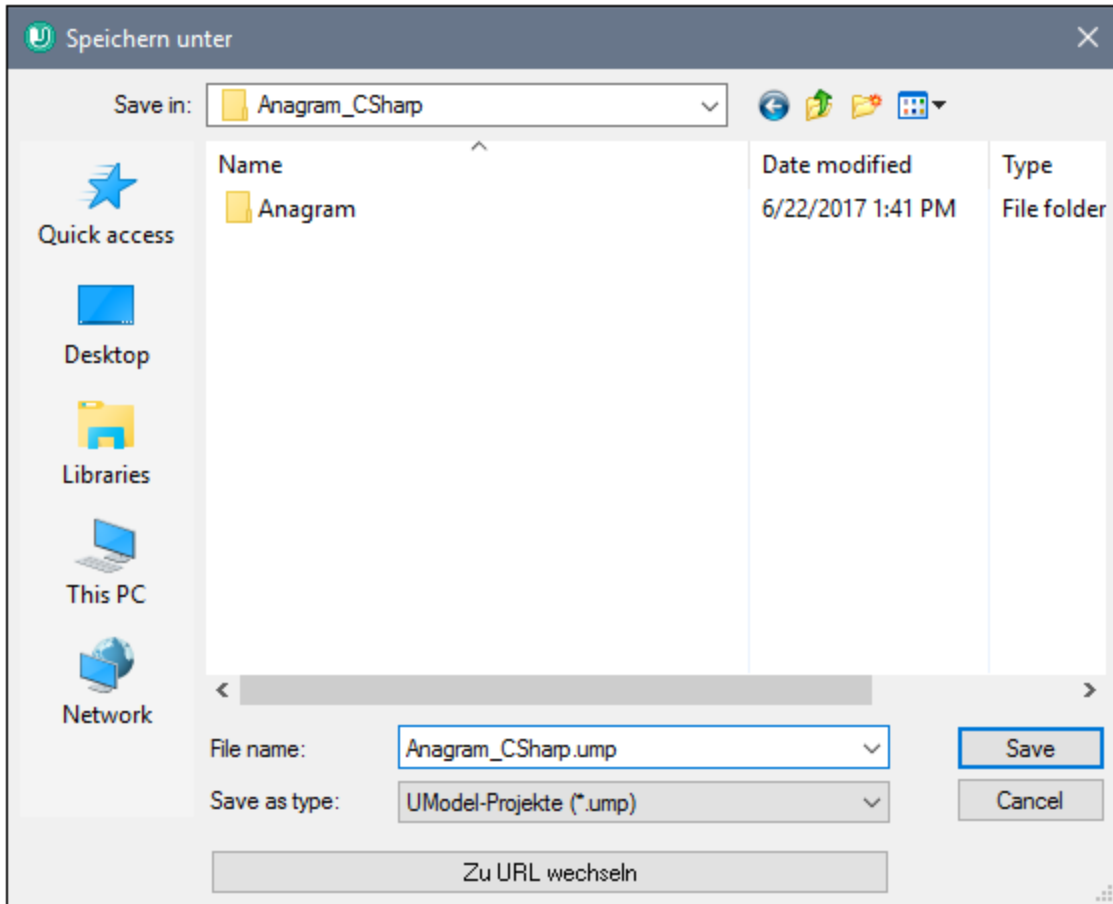 Speichern unter
Save in: Anagram_CSharp
Name Date modified Type
Anagram 6/22/2017 1:41 PM File folder
Quick access
Desktop
Libraries
This PC
Network
File name: Anagram_CSharp.ump Save
Save as type: UModel-Projekte (*.ump) Cancel
Zu URL wechseln